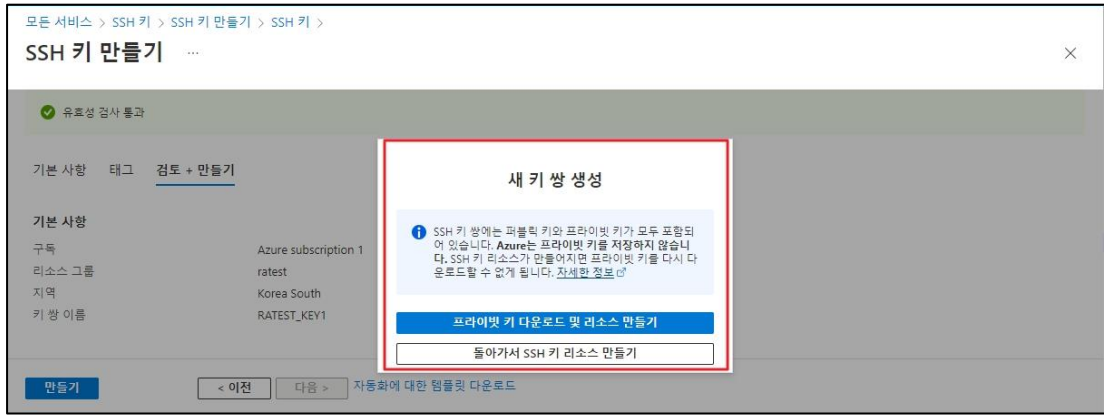 모든 서비스 > SSH 키 > SSH 키 만들기 > SSH 키 >
SSH 키 만들기 ...
유효성 검사 통과
기본 사항 태그 검토 + 만들기
기본 사항
구독 Azure subscription 1
리소스 그룹 ratest
지역 Korea South
키 쌍 이름 RATEST_KEY1
새 키 쌍 생성
SSH 키 쌍에는 퍼블릭 키와 프라이빗 키가 모두 포함되
어 있습니다. Azure는 프라이빗 키를 저장하지 않습니
다. SSH 키 리소스가 만들어지면 프라이빗 키를 다시 다
운로드할 수 없게 됩니다. 자세한 정보
프라이빗 키 다운로드 및 리소스 만들기
돌아가서 SSH 키 리소스 만들기
만들기 < 이전 다음 > 자동화에 대한 템플릿 다운로드